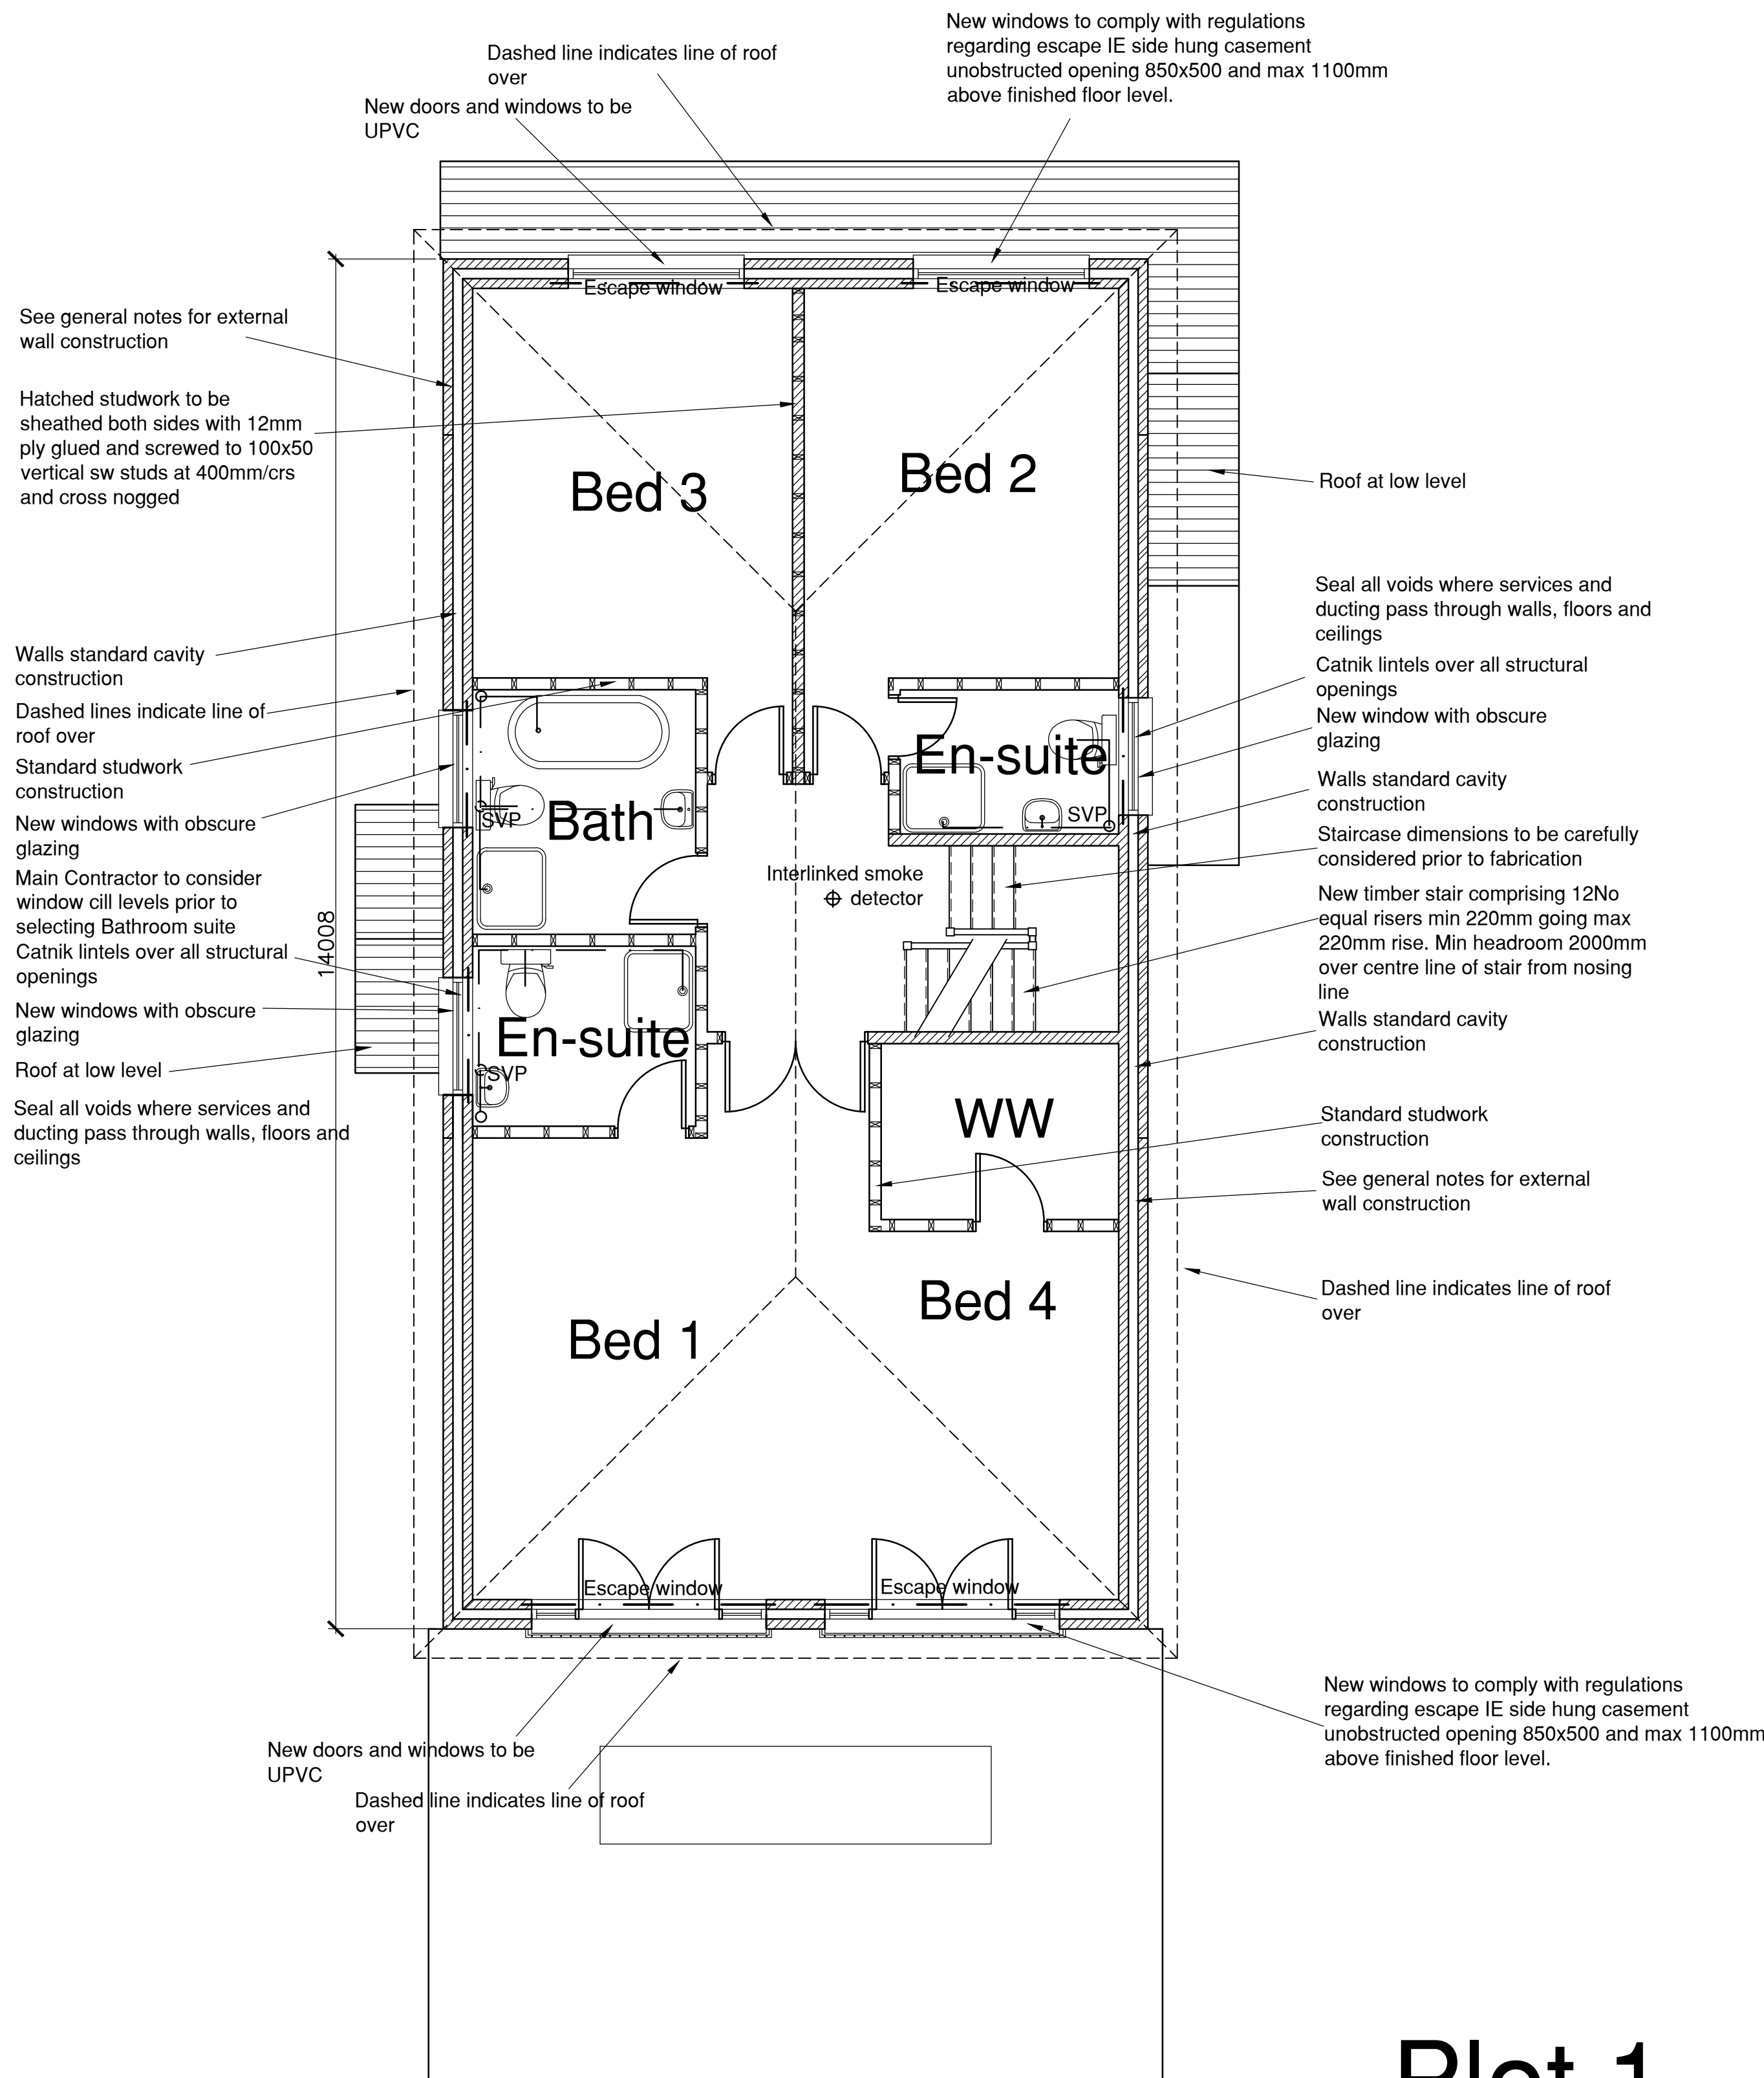 New windows to comply with regulations
regarding escape IE side hung casement
unobstructed opening 850x500 and max 1100mm
above finished floor level.
Dashed line indicates line of roof
over
New doors and windows to be
UPVC
Escape window
Escape window
See general notes for external
wall construction
Hatched studwork to be
sheathed both sides with 12mm
ply glued and screwed to 100x50
vertical sw studs at 400mm/crs
and cross nogged
Bed 3
Bed 2
Roof at low level
Walls standard cavity
construction
Dashed lines indicate line of
roof over
Standard studwork
construction
New windows with obscure
glazing
Main Contractor to consider
window cill levels prior to
selecting Bathroom suite
Catnik lintels over all structural
openings
New windows with obscure
glazing
Roof at low level
Seal all voids where services and
ducting pass through walls, floors and
ceilings
14008
SVP
Bath
En-suite
SVP
Interlinked smoke
detector
En-suite
SVP
WW
Bed 1
Bed 4
Seal all voids where services and
ducting pass through walls, floors and
ceilings
Catnik lintels over all structural
openings
New window with obscure
glazing
Walls standard cavity
construction
Staircase dimensions to be carefully
considered prior to fabrication
New timber stair comprising 12No
equal risers min 220mm going max
220mm rise. Min headroom 2000mm
over centre line of stair from nosing
line
Walls standard cavity
construction
Standard studwork
construction
See general notes for external
wall construction
Dashed line indicates line of roof
over
Escape window
Escape window
New windows to comply with regulations
regarding escape IE side hung casement
unobstructed opening 850x500 and max 1100mm
above finished floor level.
New doors and windows to be
UPVC
Dashed line indicates line of roof
over
Plot 1